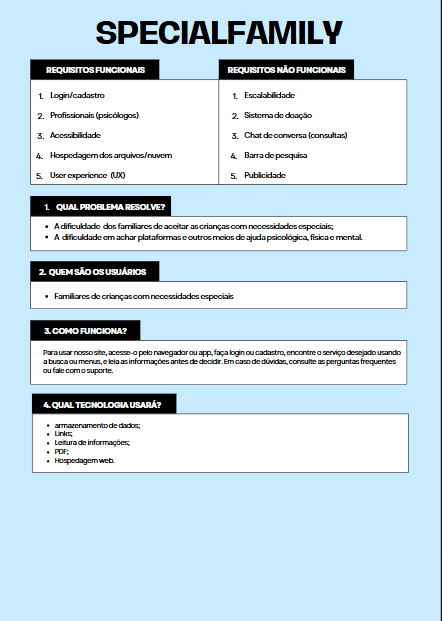 SPECIALFAMILY
REQUISITOS FUNCIONAIS
1. Login/cadastro
2. Profissionais (psicólogos)
3. Acessibilidade
4. Hospedagem dos arquivos/nuvem
5. User experience (UX)
REQUISITOS NÃO FUNCIONAIS
1. Escalabilidade
2. Sistema de doação
3. Chat de conversa (consultas)
4. Barra de pesquisa
5. Publicidade
1. QUAL PROBLEMA RESOLVE?
• A dificuldade dos familiares de aceitar as crianças com necessidades especiais;
• A dificuldade em achar plataformas e outros meios de ajuda psicológica, física e mental.
2. QUEM SÃO OS USUÁRIOS
• Familiares de crianças com necessidades especiais
3. COMO FUNCIONA?
Para usar nosso site, acesse-o pelo navegador ou app, faça login ou cadastro, encontre o serviço desejado usando
a busca ou menus, e leia as informações antes de decidir. Em caso de dúvidas, consulte as perguntas frequentes
ou fale com o suporte.
4. QUAL TECNOLOGIA USARÁ?
• armazenamento de dados;
• Links;
• Leitura de informações;
• PDF;
• Hospedagem web.